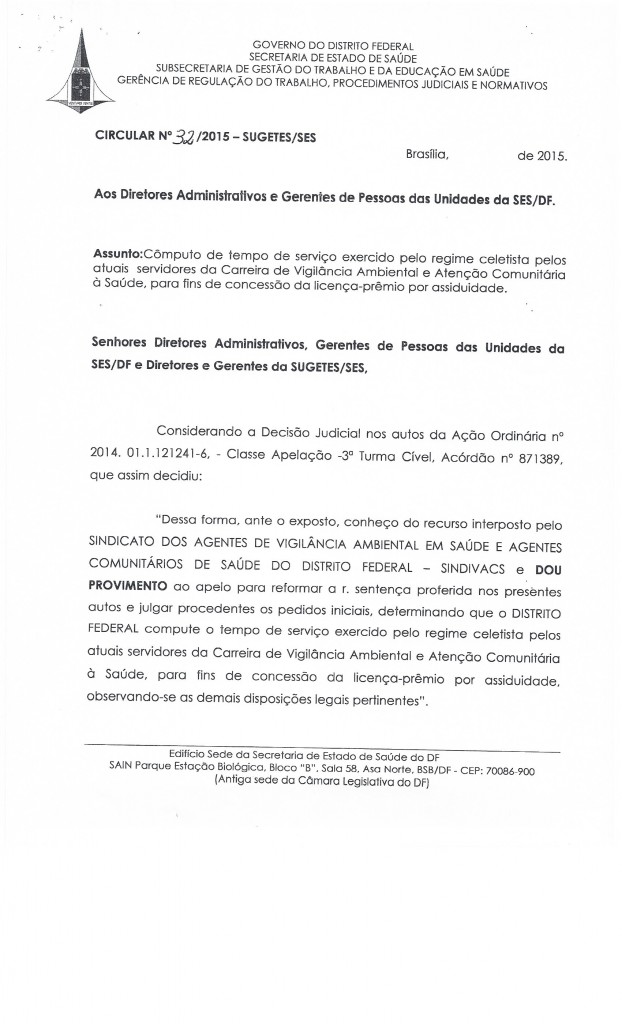 GOVERNO DO DISTRITO FEDERAL
SECRETARIA DE ESTADO DE SAÚDE
SUBSECRETARIA DE GESTÃO DO TRABALHO E DA EDUCAÇÃO EM SAÚDE
GERÊNCIA DE REGULAÇÃO DO TRABALHO, PROCEDIMENTOS JUDICIAIS E NORMATIVOS
CIRCULAR Nº 32/2015 – SUGETES/SES
Brasília, de 2015.
Aos Diretores Administrativos e Gerentes de Pessoas das Unidades da SES/DF.
Assunto:Cômputo de tempo de serviço exercido pelo regime celetista pelos
atuais servidores da Carreira de Vigilância Ambiental e Atenção Comunitária
à Saúde, para fins de concessão da licença-prêmio por assiduidade.
Senhores Diretores Administrativos, Gerentes de Pessoas das Unidades da
SES/DF e Diretores e Gerentes da SUGETES/SES,
Considerando a Decisão Judicial nos autos da Ação Ordinária nº
2014. 01.1.121241-6, - Classe Apelação -3ª Turma Cível, Acórdão nº 871389,
que assim decidiu:
"Dessa forma, ante o exposto, conheço do recurso interposto pelo
SINDICATO DOS AGENTES DE VIGILÂNCIA AMBIENTAL EM SAÚDE E AGENTES
COMUNITÁRIOS DE SAÚDE DO DISTRITO FEDERAL – SINDIVACS e DOU
PROVIMENTO ao apelo para reformar a r. sentença proferida nos presentes
autos e julgar procedentes os pedidos iniciais, determinando que o DISTRITO
FEDERAL compute o tempo de serviço exercido pelo regime celetista pelos
atuais servidores da Carreira de Vigilância Ambiental e Atenção Comunitária
à Saúde, para fins de concessão da licença-prêmio por assiduidade,
observando-se as demais disposições legais pertinentes".
Edifício Sede da Secretaria de Estado de Saúde do DF
SAIN Parque Estação Biológica, Bloco "B", Sala 58, Asa Norte, BSB/DF - CEP: 70086-900
(Antiga sede da Câmara Legislativa do DF)